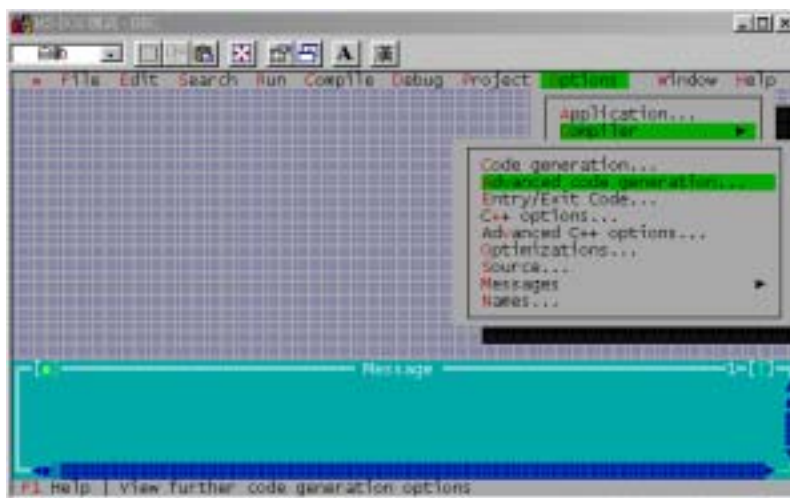 File Edit Search Run Compile Debug Project Options Window Help
Application...
Compiler
Code generation...
Advanced code generation...
Entry/Exit Code...
C++ options...
Advanced C++ options...
Optimizations...
Source...
Messages
Names...
Message
F1 Help | View further code generation options